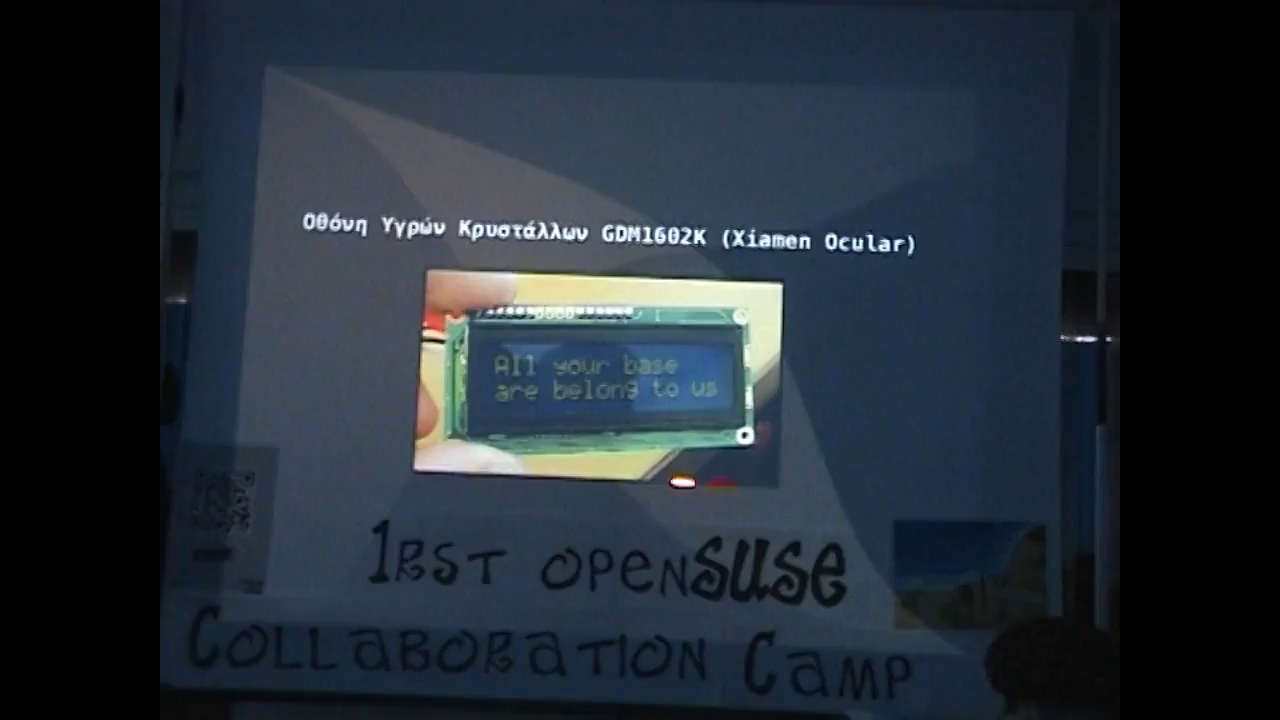 Οθόνη Υγρών Κρυστάλλων GDM1602K (Xiamen Ocular)
All your base
are belong to us
1RST OPENSUSE
COLLABORATION CAMP